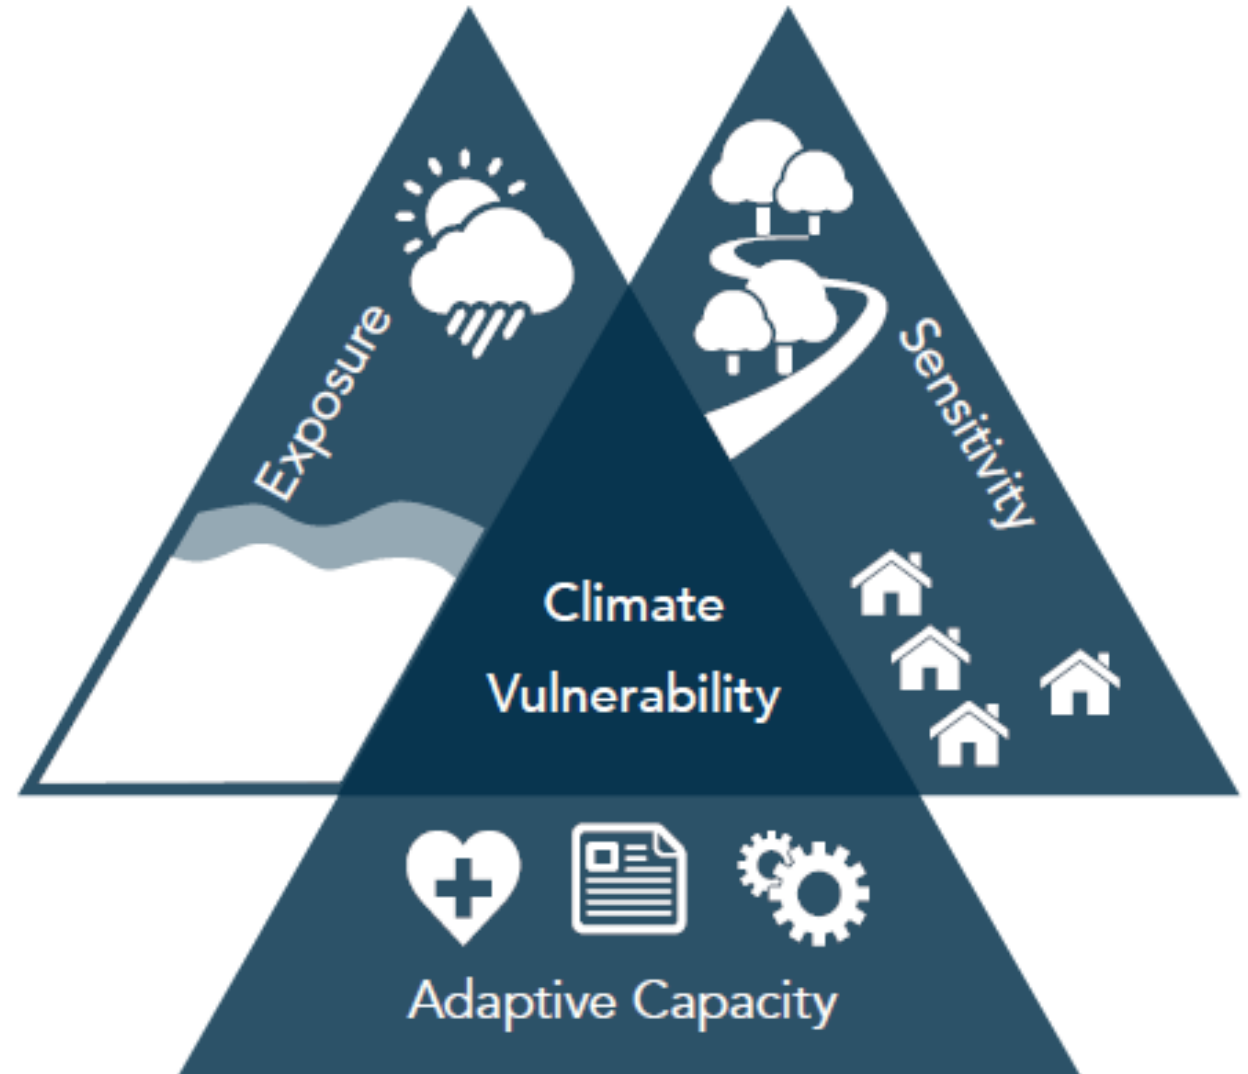 Exposure
Sensitivity
Climate
Vulnerability
Adaptive Capacity